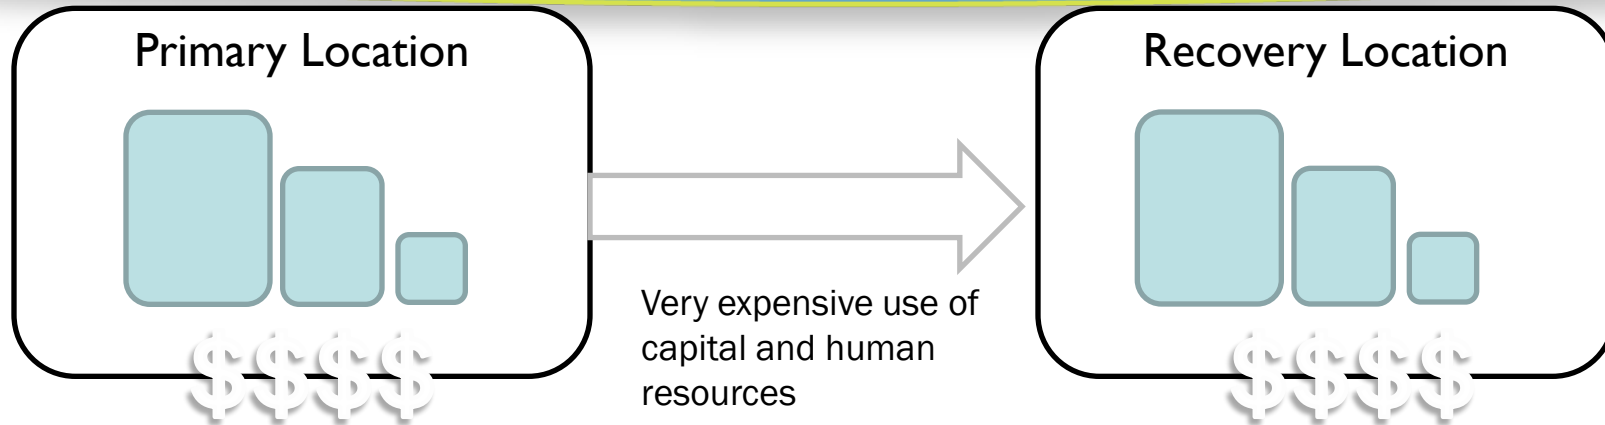 Primary Location
Recovery Location
Very expensive use of
capital and human
resources
$$$$
$$$$